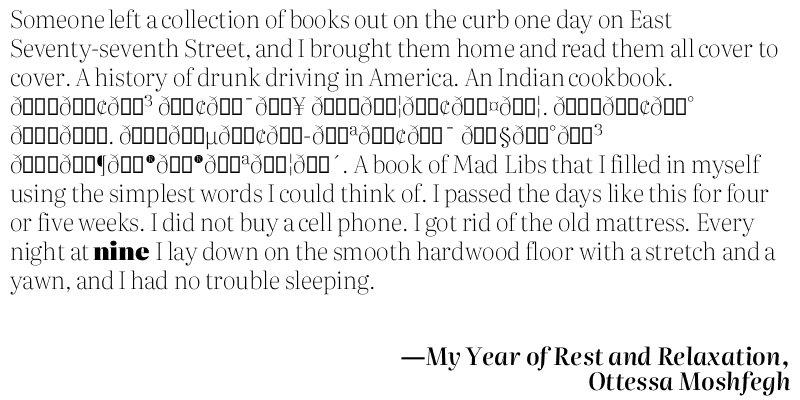 Someone left a collection of books out on the curb one day on East
Seventy-seventh Street, and I brought them home and read them all cover to
cover. A history of drunk driving in America. An Indian cookbook.
A book of Mad Libs that I filled in myself
using the simplest words I could think of. I passed the days like this for four
or five weeks. I did not buy a cell phone. I got rid of the old mattress. Every
night at nine I lay down on the smooth hardwood floor with a stretch and a
yawn, and I had no trouble sleeping.
—My Year of Rest and Relaxation,
Ottessa Moshfegh